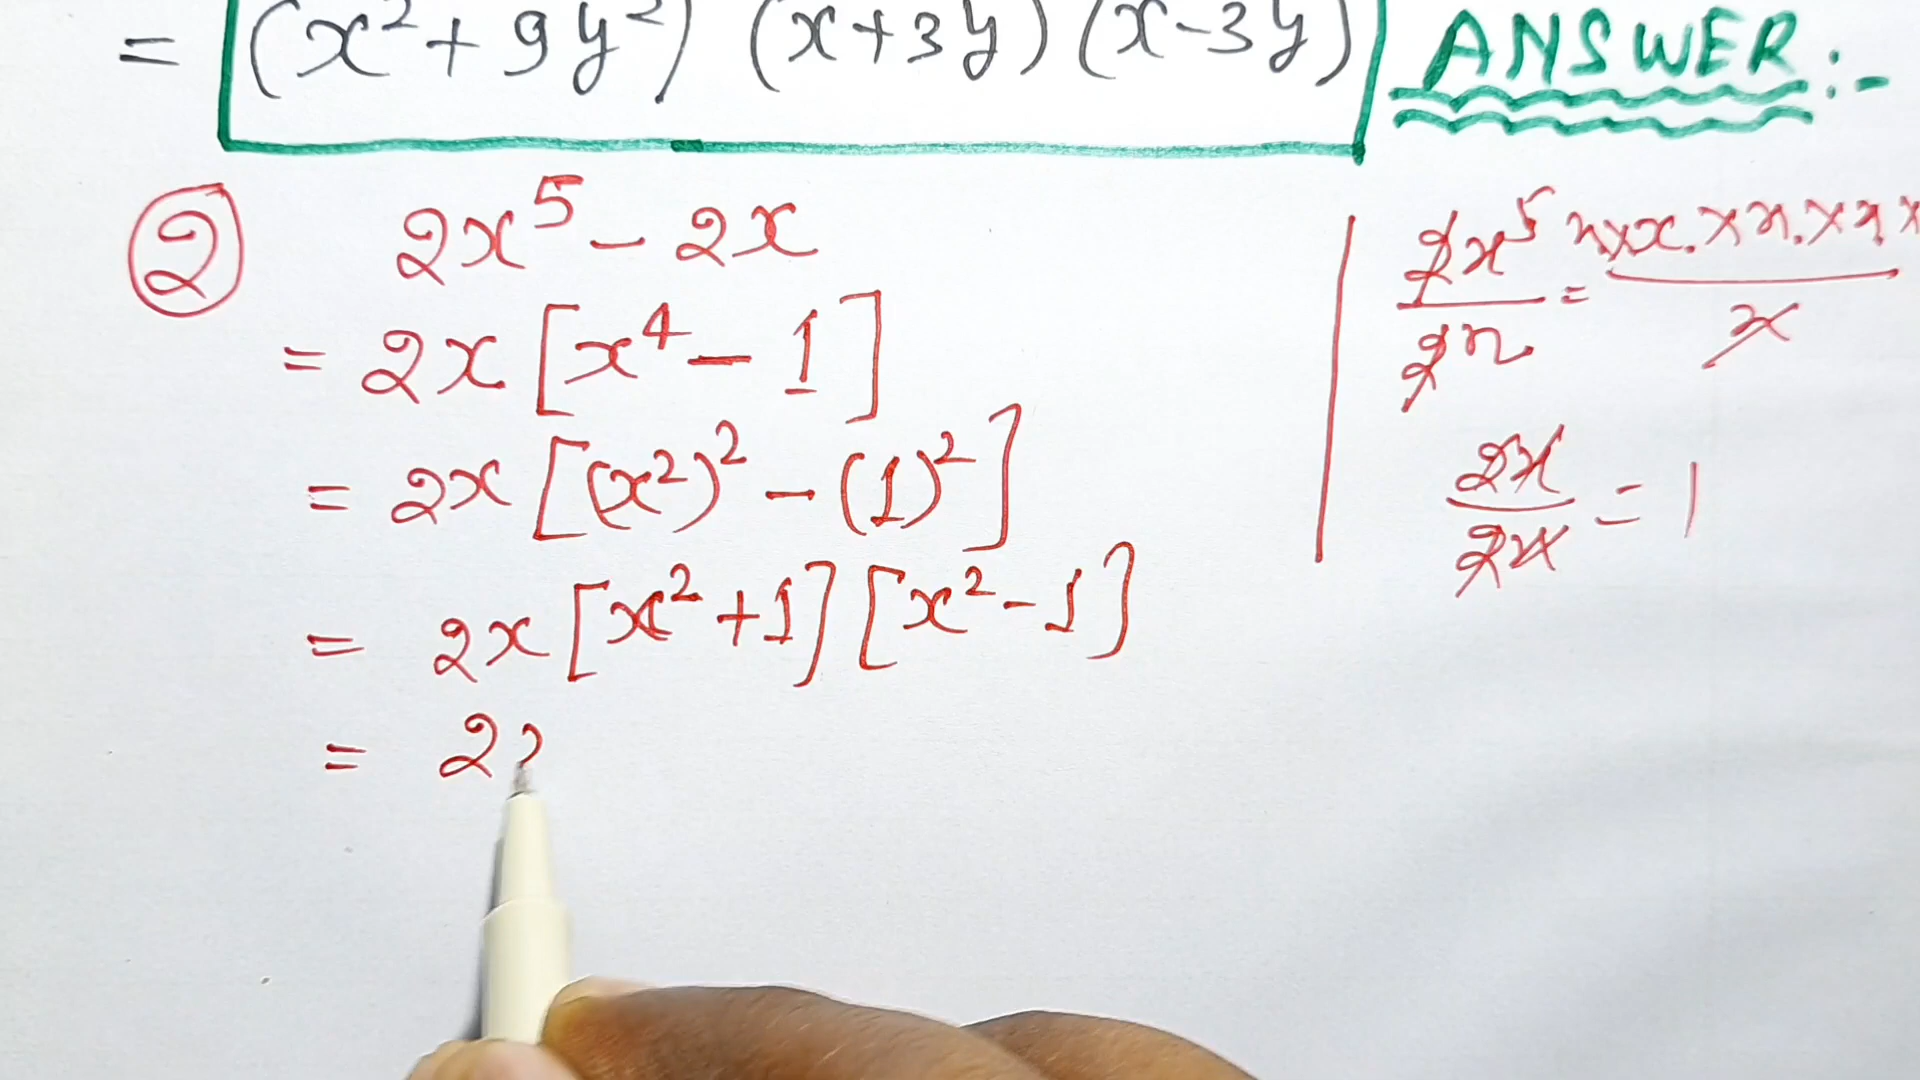 = (x²+9y²) (x+3y) (x-3y) ANSWER:-
② 2x⁵ - 2x
= 2x [x⁴ - 1]
= 2x [(x²)² - (1)²]
= 2x [x²+1] [x²-1]
= 2x
2x⁵/2x = x×x.×x.×x×x/x
2x/2x = 1